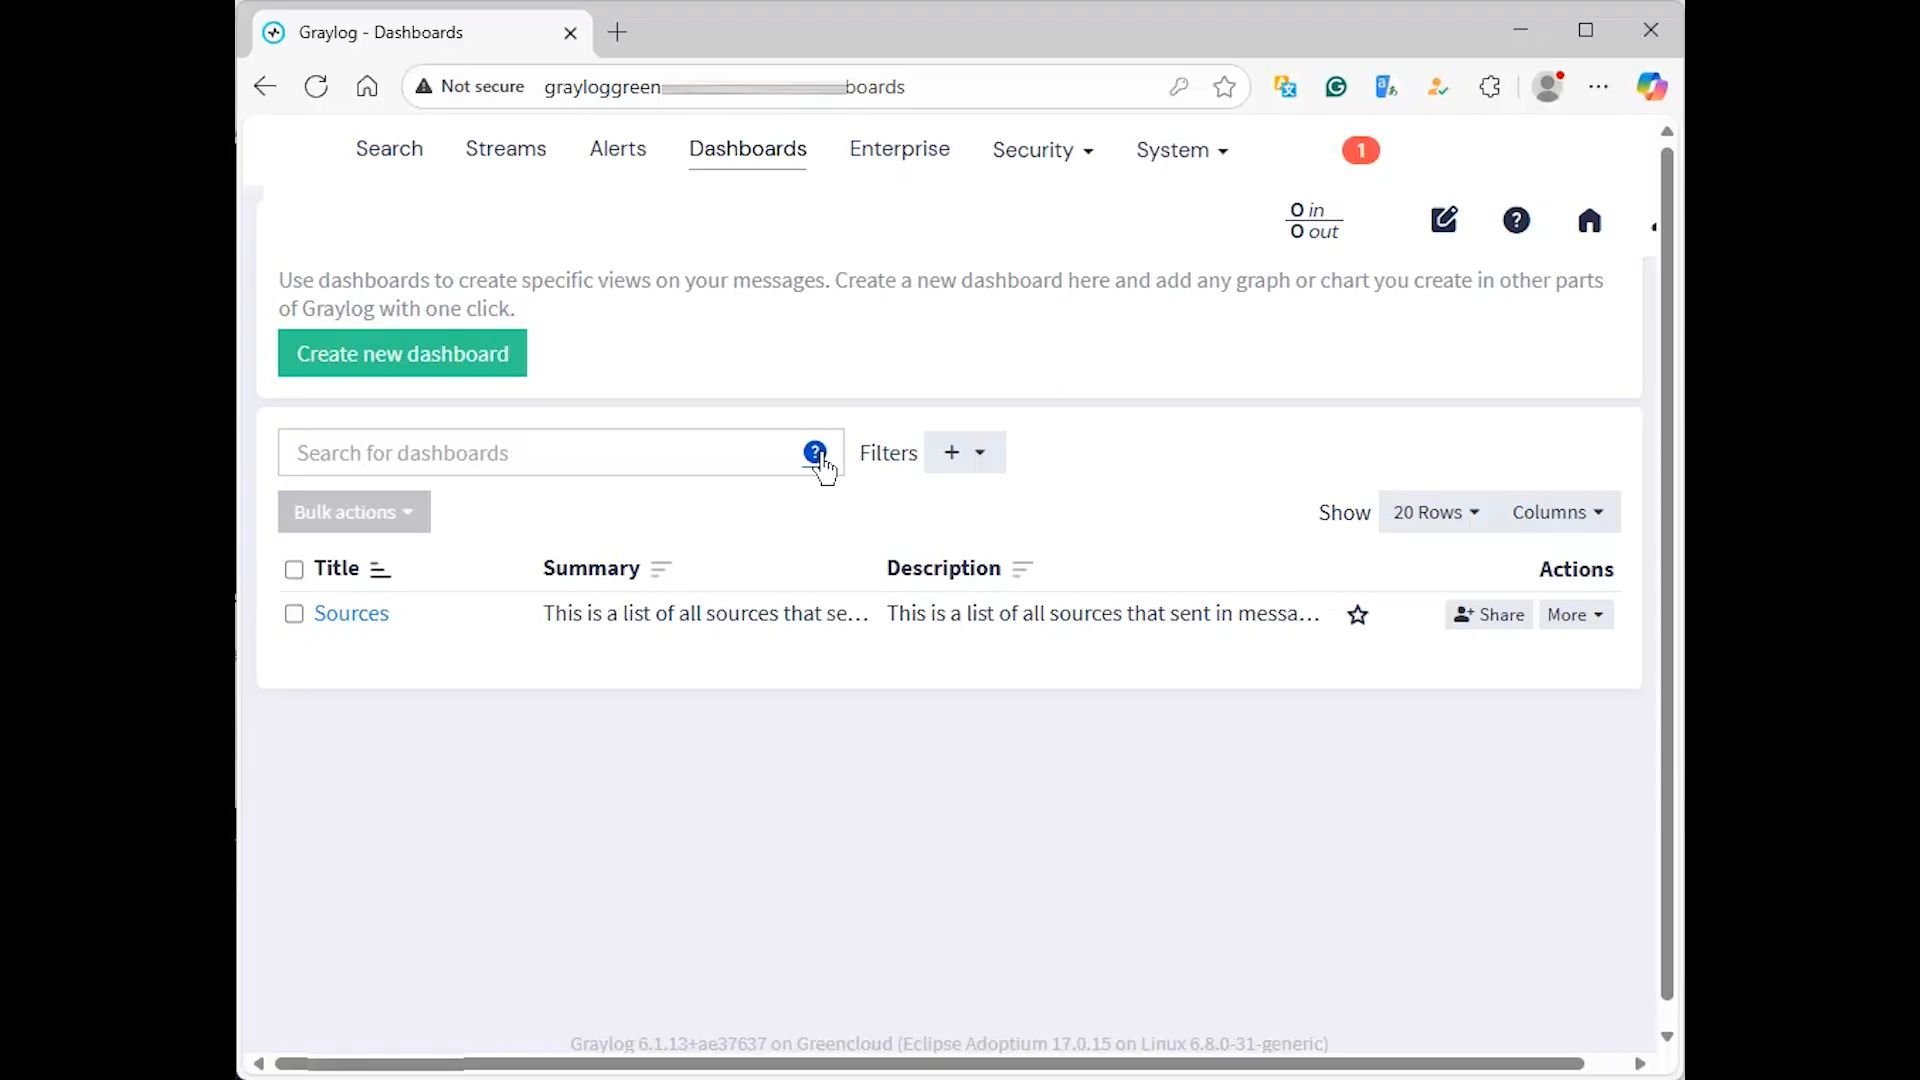 Graylog - Dashboards
Not secure grayloggreen boards
Search Streams Alerts Dashboards Enterprise Security System 1
0 in
0 out
Use dashboards to create specific views on your messages. Create a new dashboard here and add any graph or chart you create in other parts
of Graylog with one click.
Create new dashboard
Search for dashboards ? Filters +
Bulk actions Show 20 Rows Columns
Title Summary Description Actions
Sources This is a list of all sources that se... This is a list of all sources that sent in messa... Share More
Graylog 6.1.13+ae37637 on Greencloud (Eclipse Adoptium 17.0.15 on Linux 6.8.0-31-generic)